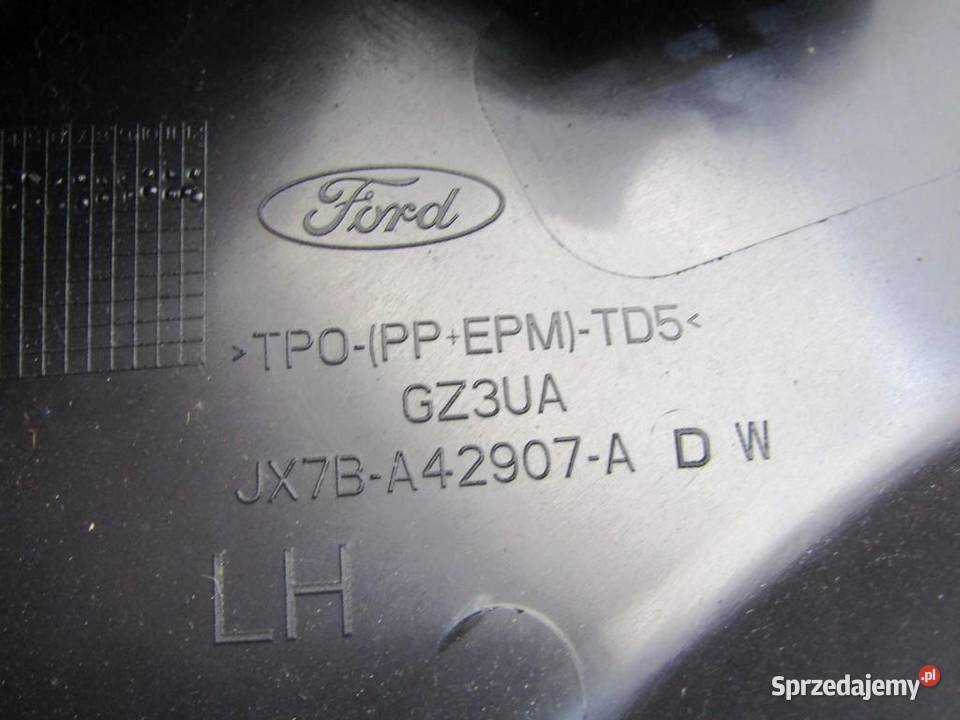 Ford
>TPO-(PP+EPM)-TD5<
GZ3UA
JX7B-A42907-A D W
LH
Sprzedajemy.pl